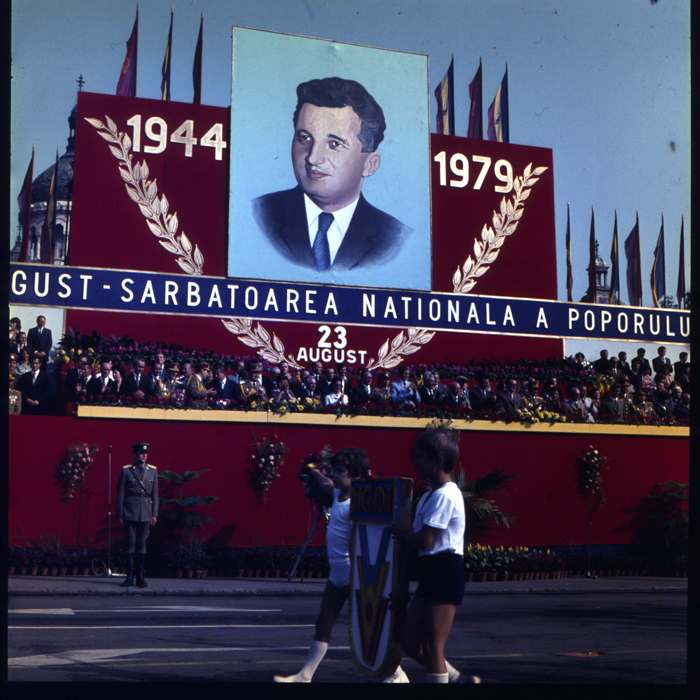 1944
1979
GUST - SARBATOAREA NATIONALA A POPORULU
23
AUGUST